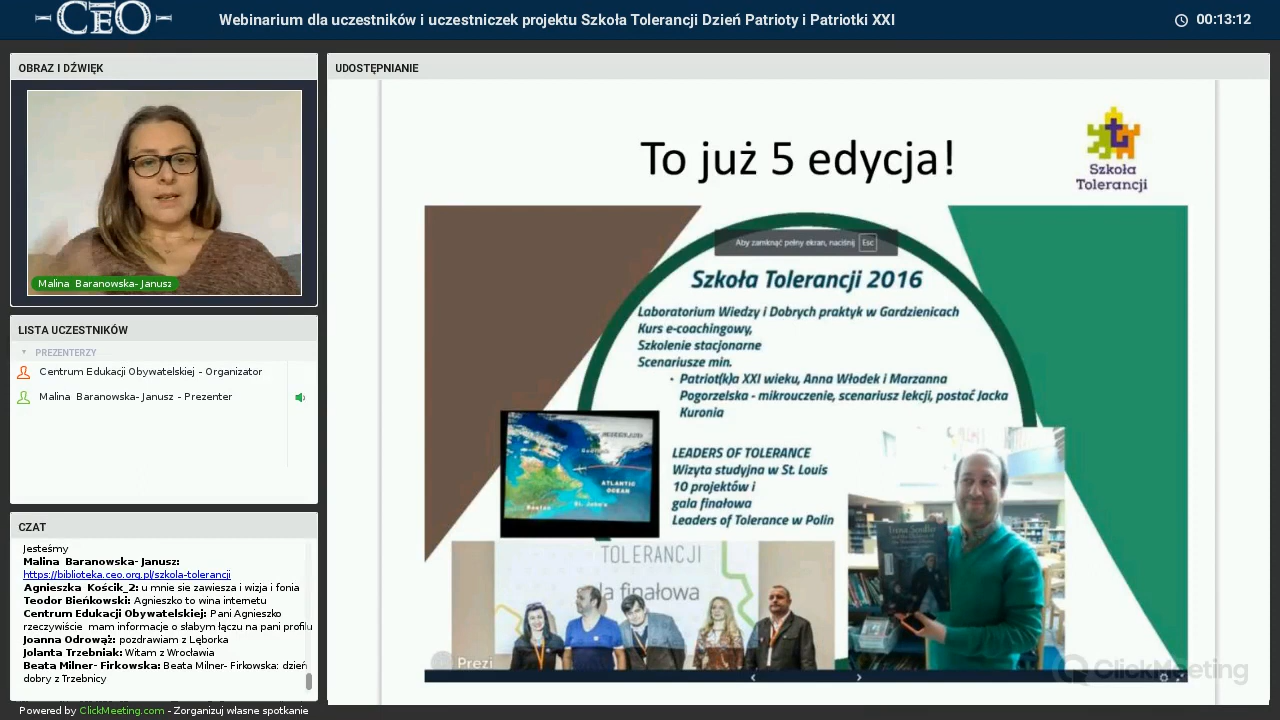 CEO
Webinarium dla uczestników i uczestniczek projektu Szkoła Tolerancji Dzień Patrioty i Patriotki XXI
00:13:12
OBRAZ I DŹWIĘK
Malina Baranowska-Janusz
LISTA UCZESTNIKÓW
PREZENTERZY
Centrum Edukacji Obywatelskiej - Organizator
Malina Baranowska-Janusz - Prezenter
CZAT
Jesteśmy
Malina Baranowska-Janusz:
https://biblioteka.ceo.org.pl/szkola-tolerancji
Agnieszka Kościk_2: u mnie sie zawiesza i wizja i fonia
Teodor Bieńkowski: Agnieszko to wina internetu
Centrum Edukacji Obywatelskiej: Pani Agnieszko
rzeczywiście mam informacje o słabym łączu na pani profilu
Joanna Odrowąż: pozdrawiam z Lęborka
Jolanta Trzebniak: Witam z Wrocławia
Beata Milner-Firkowska: Beata Milner-Firkowska: dzień
dobry z Trzebnicy
Powered by ClickMeeting.com - Zorganizuj własne spotkanie
UDOSTĘPNIANIE
To już 5 edycja!
Szkoła
Tolerancji
Aby zamknąć pełny ekran, naciśnij Esc
Szkoła Tolerancji 2016
Laboratorium Wiedzy i Dobrych praktyk w Gardzienicach
Kurs e-coachingowy,
Szkolenie stacjonarne
Scenariusze min.
• Patriot(k)a XXI wieku, Anna Włodek i Marzanna
Pogorzelska - mikrouczenie, scenariusz lekcji, postać Jacka
Kuronia
LEADERS OF TOLERANCE
Wizyta studyjna w St. Louis
10 projektów i
gala finałowa
Leaders of Tolerance w Polin
ATLANTIC
OCEAN
TOLERANCJI
la finałowa
Irena Sendler
Prezi
ClickMeeting